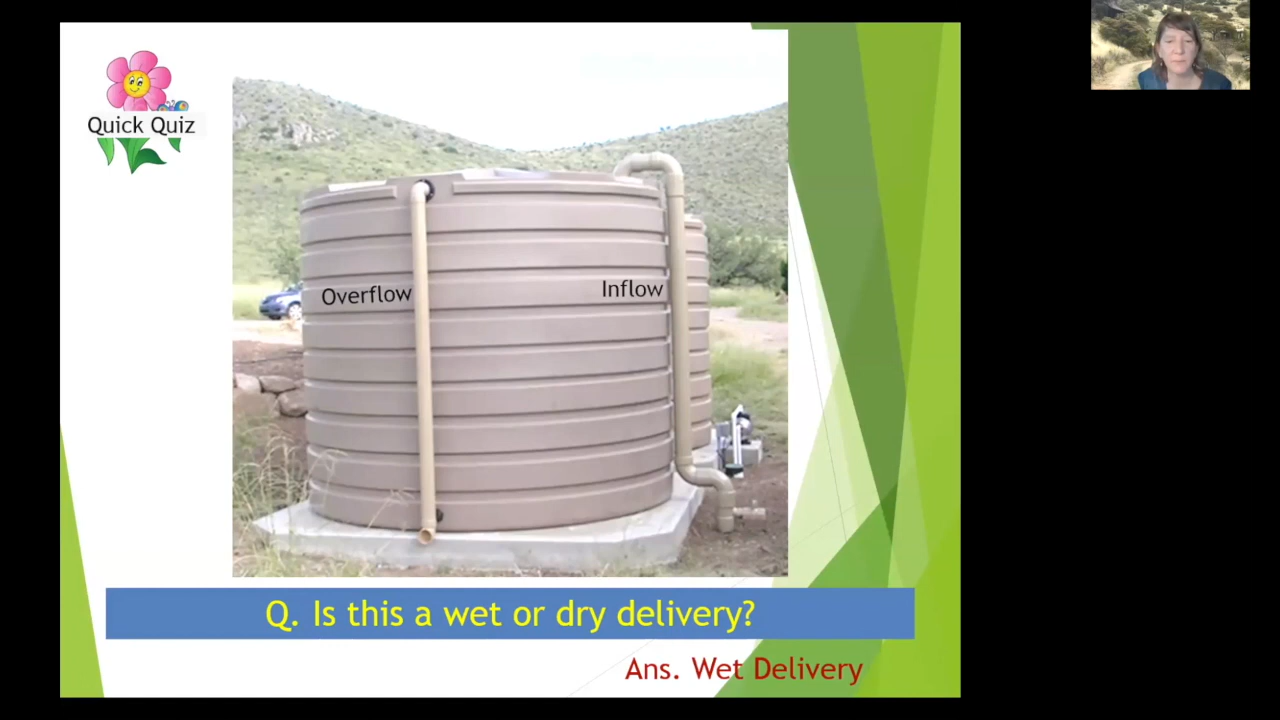 Quick Quiz
Overflow
Inflow
Q. Is this a wet or dry delivery?
Ans. Wet Delivery